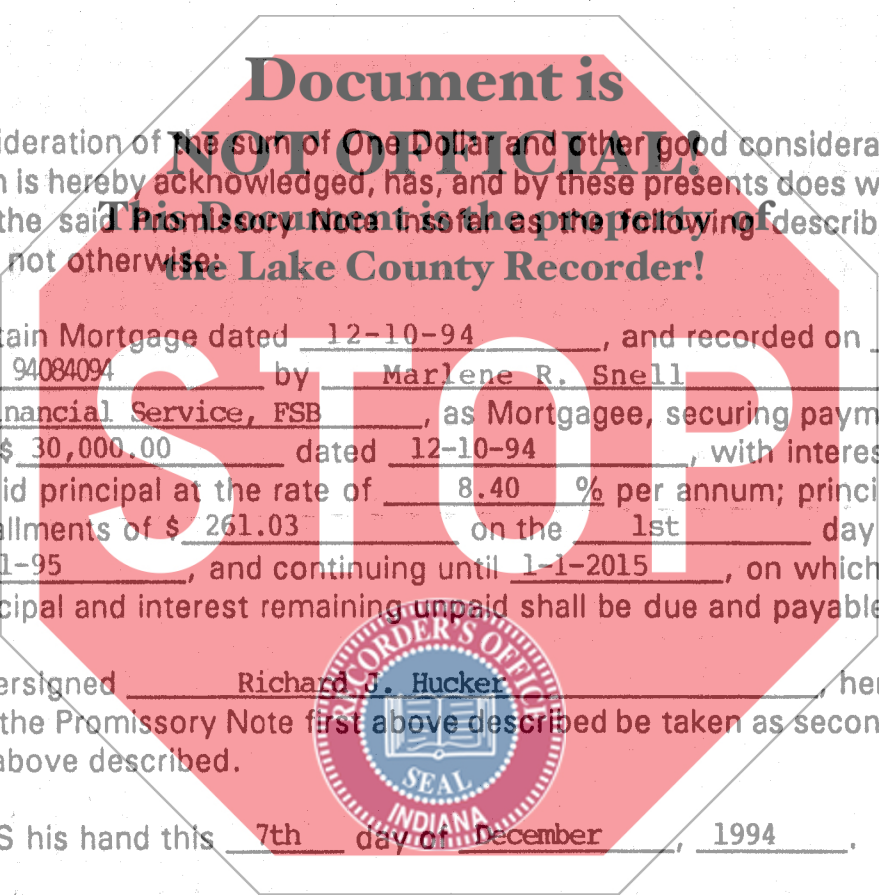 Document is
ideration of the sum of One Dollar and other good considera
NOT OFFICIAL!
n is hereby acknowledged, has, and by these presents does w
This Document is the property of
the said Promissory Note insofar as the following describ
not otherwise:
the Lake County Recorder!
tain Mortgage dated 12-10-94, and recorded on
94084094 by Marlene R. Snell
nancial Service, FSB, as Mortgagee, securing paym
$ 30,000.00 dated 12-10-94, with interes
id principal at the rate of 8.40 % per annum; princi
allments of $ 261.03 on the 1st day
1-95, and continuing until 1-1-2015, on which
cipal and interest remaining unpaid shall be due and payable
STOP
ersigned Richard J. Hucker, her
the Promissory Note first above described be taken as secon
above described.
RECORDER'S OFFICE
SEAL
INDIANA
S his hand this 7th day of December, 1994.